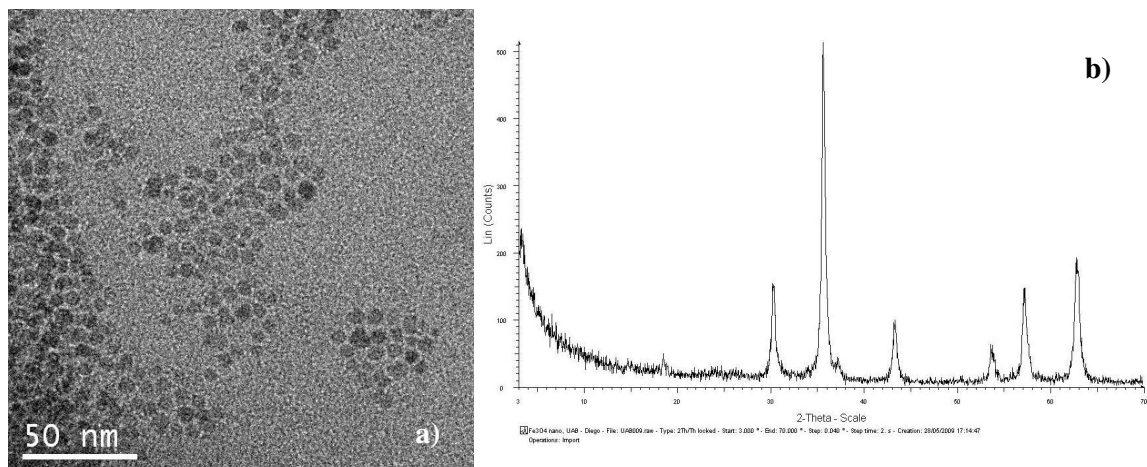 50 nm
a)
b)
Lin (Counts)
500
400
300
200
100
0
3
10
20
30
40
50
60
70
2-Theta - Scale
Fe3O4 nano, UAB - Diego - File: UAB009.raw - Type: 2Th/Th locked - Start: 3.000 ° - End: 70.000 ° - Step: 0.040 ° - Step time: 2. s - Creation: 28/05/2009 17:14:47
Operations: Import